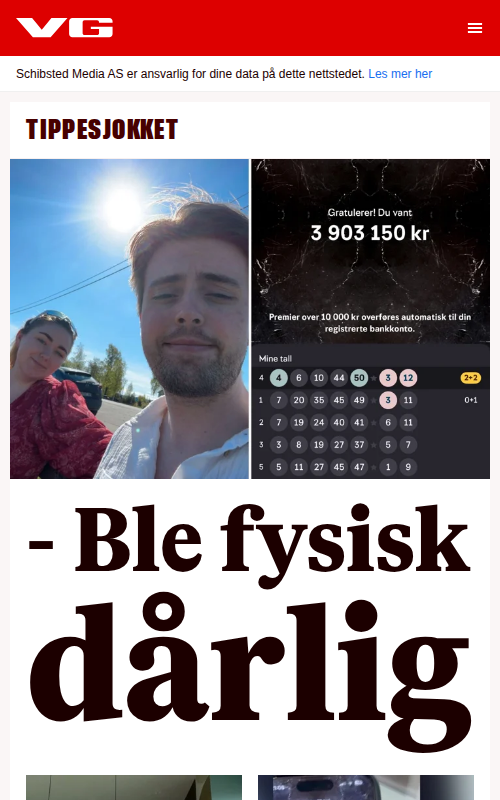 VG
Schibsted Media AS er ansvarlig for dine data på dette nettstedet. Les mer her
TIPPESJOKKET
Gratulerer! Du vant
3 903 150 kr
Premier over 10 000 kr overføres automatisk til din
registrerte bankkonto.
Mine tall
4 4 6 10 44 50 3 12 2+2
1 7 20 35 45 49 3 11 0+1
2 7 19 24 40 41 6 11
3 3 8 19 27 37 5 7
5 5 11 27 45 47 1 9
- Ble fysisk
dårlig